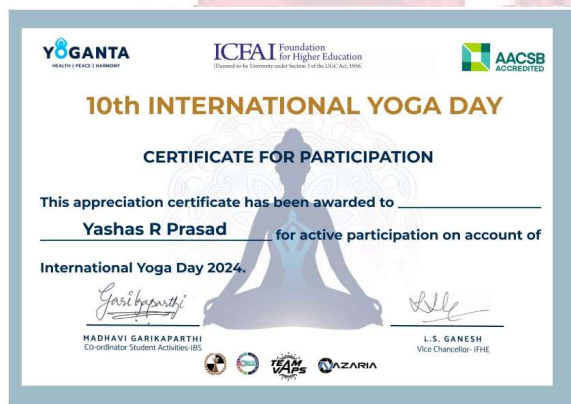 YOGANTA
HEALTH | PEACE | HARMONY
ICFAI Foundation for Higher Education
(Deemed-to-be University under Section 3 of the UGC Act, 1956)
AACSB
ACCREDITED
10th INTERNATIONAL YOGA DAY
CERTIFICATE FOR PARTICIPATION
This appreciation certificate has been awarded to
Yashas R Prasad for active participation on account of
International Yoga Day 2024.
Garikaparthi
MADHAVI GARIKAPARTHI
Co-ordinator Student Activities-IBS
L.S. GANESH
Vice Chancellor- IFHE
TEAM VAPS
AZARIA